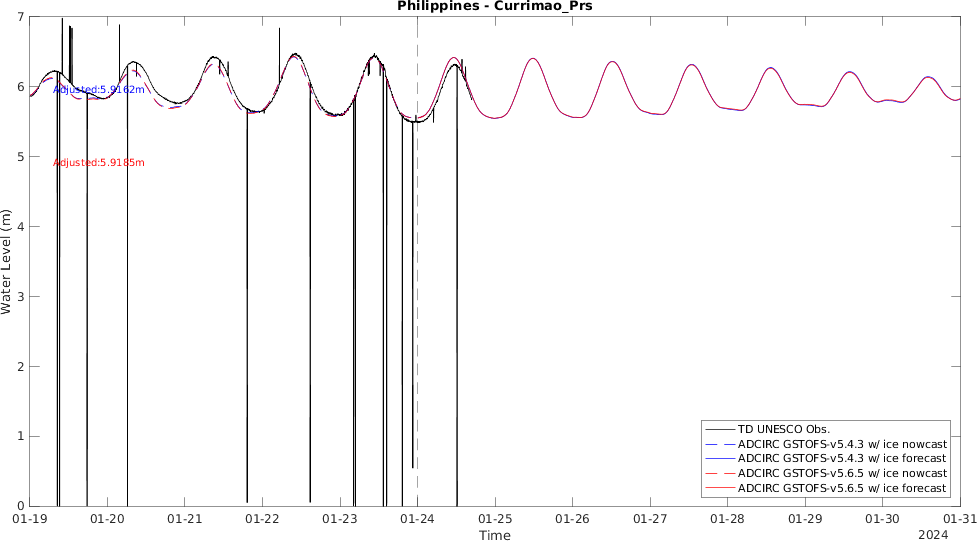 Philippines - Currimao_Prs
7
6
5
4
3
2
1
0
Water Level (m)
Adjusted:5.9162m
Adjusted:5.9185m
TD UNESCO Obs.
ADCIRC GSTOFS-v5.4.3 w/ ice nowcast
ADCIRC GSTOFS-v5.4.3 w/ ice forecast
ADCIRC GSTOFS-v5.6.5 w/ ice nowcast
ADCIRC GSTOFS-v5.6.5 w/ ice forecast
01-19 01-20 01-21 01-22 01-23 01-24 01-25 01-26 01-27 01-28 01-29 01-30 01-31
Time
2024